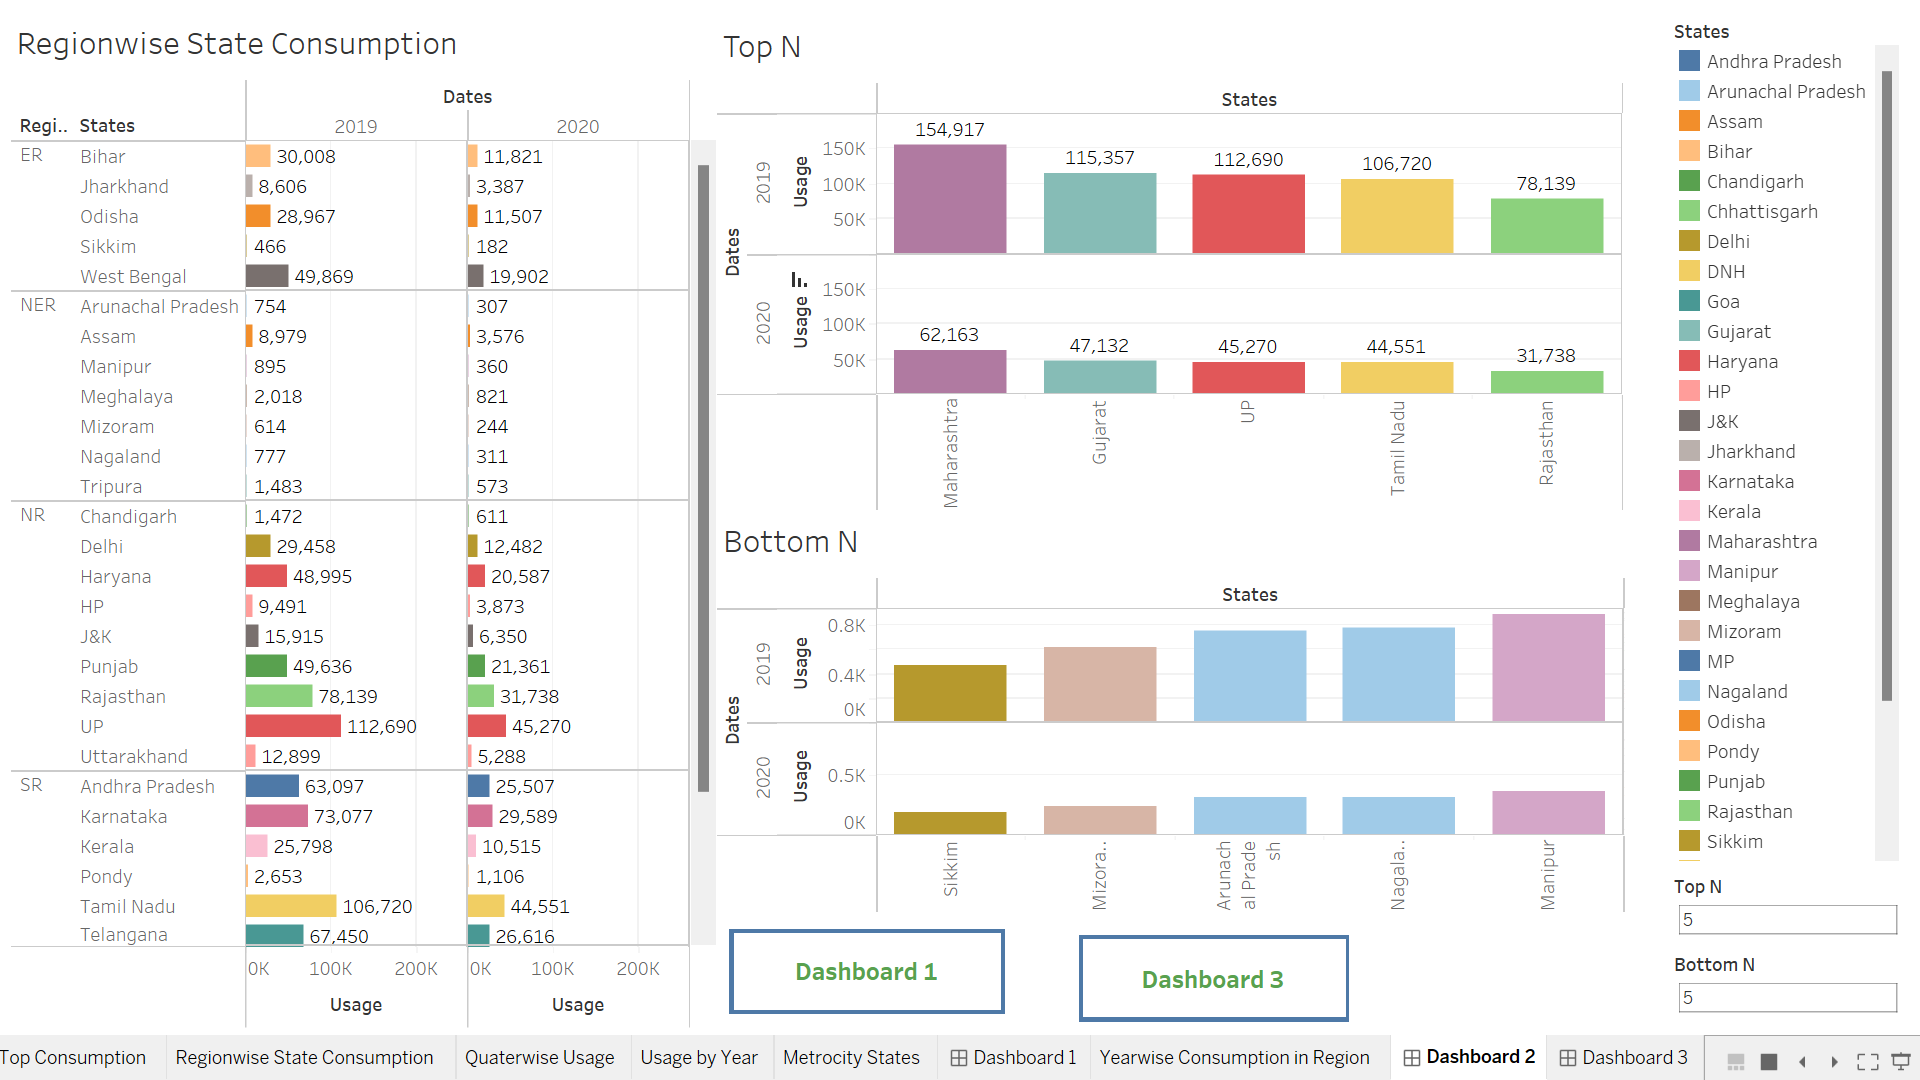 Regionwise State Consumption
Dates
Regi.. States 2019 2020
ER Bihar 30,008 11,821
Jharkhand 8,606 3,387
Odisha 28,967 11,507
Sikkim 466 182
West Bengal 49,869 19,902
NER Arunachal Pradesh 754 307
Assam 8,979 3,576
Manipur 895 360
Meghalaya 2,018 821
Mizoram 614 244
Nagaland 777 311
Tripura 1,483 573
NR Chandigarh 1,472 611
Delhi 29,458 12,482
Haryana 48,995 20,587
HP 9,491 3,873
J&K 15,915 6,350
Punjab 49,636 21,361
Rajasthan 78,139 31,738
UP 112,690 45,270
Uttarakhand 12,899 5,288
SR Andhra Pradesh 63,097 25,507
Karnataka 73,077 29,589
Kerala 25,798 10,515
Pondy 2,653 1,106
Tamil Nadu 106,720 44,551
Telangana 67,450 26,616
0K 100K 200K 0K 100K 200K
Usage Usage
Top N
States
Dates
2019
Usage
150K
100K
50K
154,917 115,357 112,690 106,720 78,139
2020
Usage
150K
100K
50K
62,163 47,132 45,270 44,551 31,738
Maharashtra
Gujarat
UP
Tamil Nadu
Rajasthan
Bottom N
States
Dates
2019
Usage
0.8K
0.4K
0K
2020
Usage
0.5K
0K
Sikkim
Mizora..
Arunach
al Prade
sh
Nagala..
Manipur
Dashboard 1
Dashboard 3
States
Andhra Pradesh
Arunachal Pradesh
Assam
Bihar
Chandigarh
Chhattisgarh
Delhi
DNH
Goa
Gujarat
Haryana
HP
J&K
Jharkhand
Karnataka
Kerala
Maharashtra
Manipur
Meghalaya
Mizoram
MP
Nagaland
Odisha
Pondy
Punjab
Rajasthan
Sikkim
Top N
5
Bottom N
5
Top Consumption Regionwise State Consumption Quaterwise Usage Usage by Year Metrocity States Dashboard 1 Yearwise Consumption in Region Dashboard 2 Dashboard 3